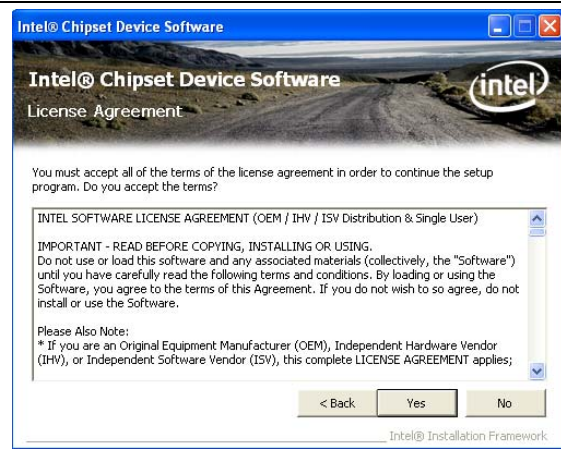 Intel® Chipset Device Software
Intel® Chipset Device Software
intel
License Agreement
You must accept all of the terms of the license agreement in order to continue the setup
program. Do you accept the terms?
INTEL SOFTWARE LICENSE AGREEMENT (OEM / IHV / ISV Distribution & Single User)
IMPORTANT - READ BEFORE COPYING, INSTALLING OR USING.
Do not use or load this software and any associated materials (collectively, the "Software")
until you have carefully read the following terms and conditions. By loading or using the
Software, you agree to the terms of this Agreement. If you do not wish to so agree, do not
install or use the Software.
Please Also Note:
* If you are an Original Equipment Manufacturer (OEM), Independent Hardware Vendor
(IHV), or Independent Software Vendor (ISV), this complete LICENSE AGREEMENT applies;
< Back Yes No
Intel® Installation Framework